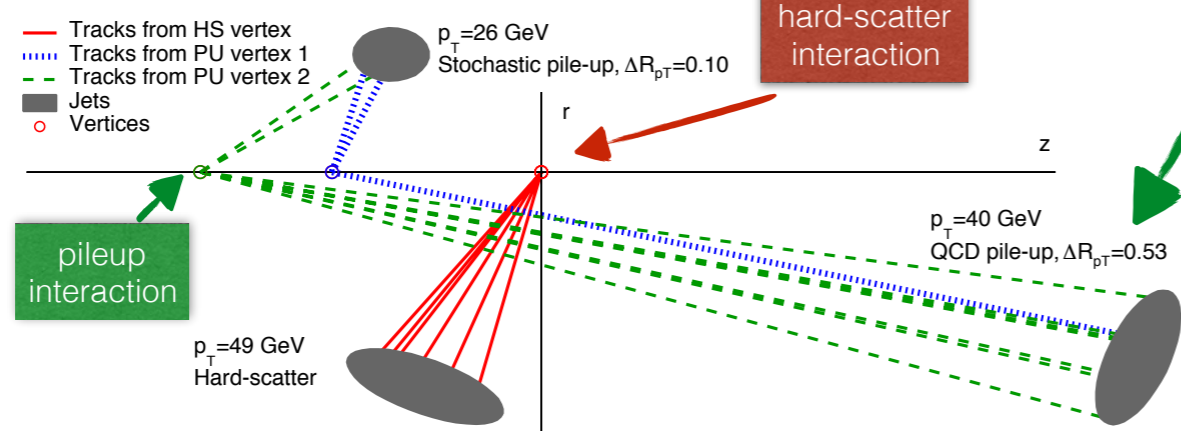 Tracks from HS vertex
Tracks from PU vertex 1
Tracks from PU vertex 2
Jets
Vertices
p_T=26 GeV
Stochastic pile-up, ΔR_pT=0.10
hard-scatter
interaction
r
z
pileup
interaction
p_T=40 GeV
QCD pile-up, ΔR_pT=0.53
p_T=49 GeV
Hard-scatter